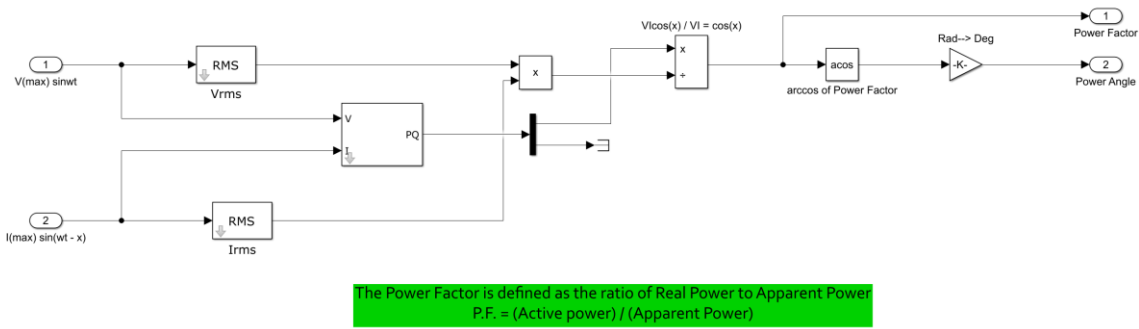 VIcos(x) / VI = cos(x)
1
Power Factor
Rad--> Deg
1
V(max) sinwt
RMS
Vrms
x
x
÷
acos
arccos of Power Factor
-K-
2
Power Angle
V
I
PQ
2
I(max) sin(wt - x)
RMS
Irms
The Power Factor is defined as the ratio of Real Power to Apparent Power
P.F. = (Active power) / (Apparent Power)